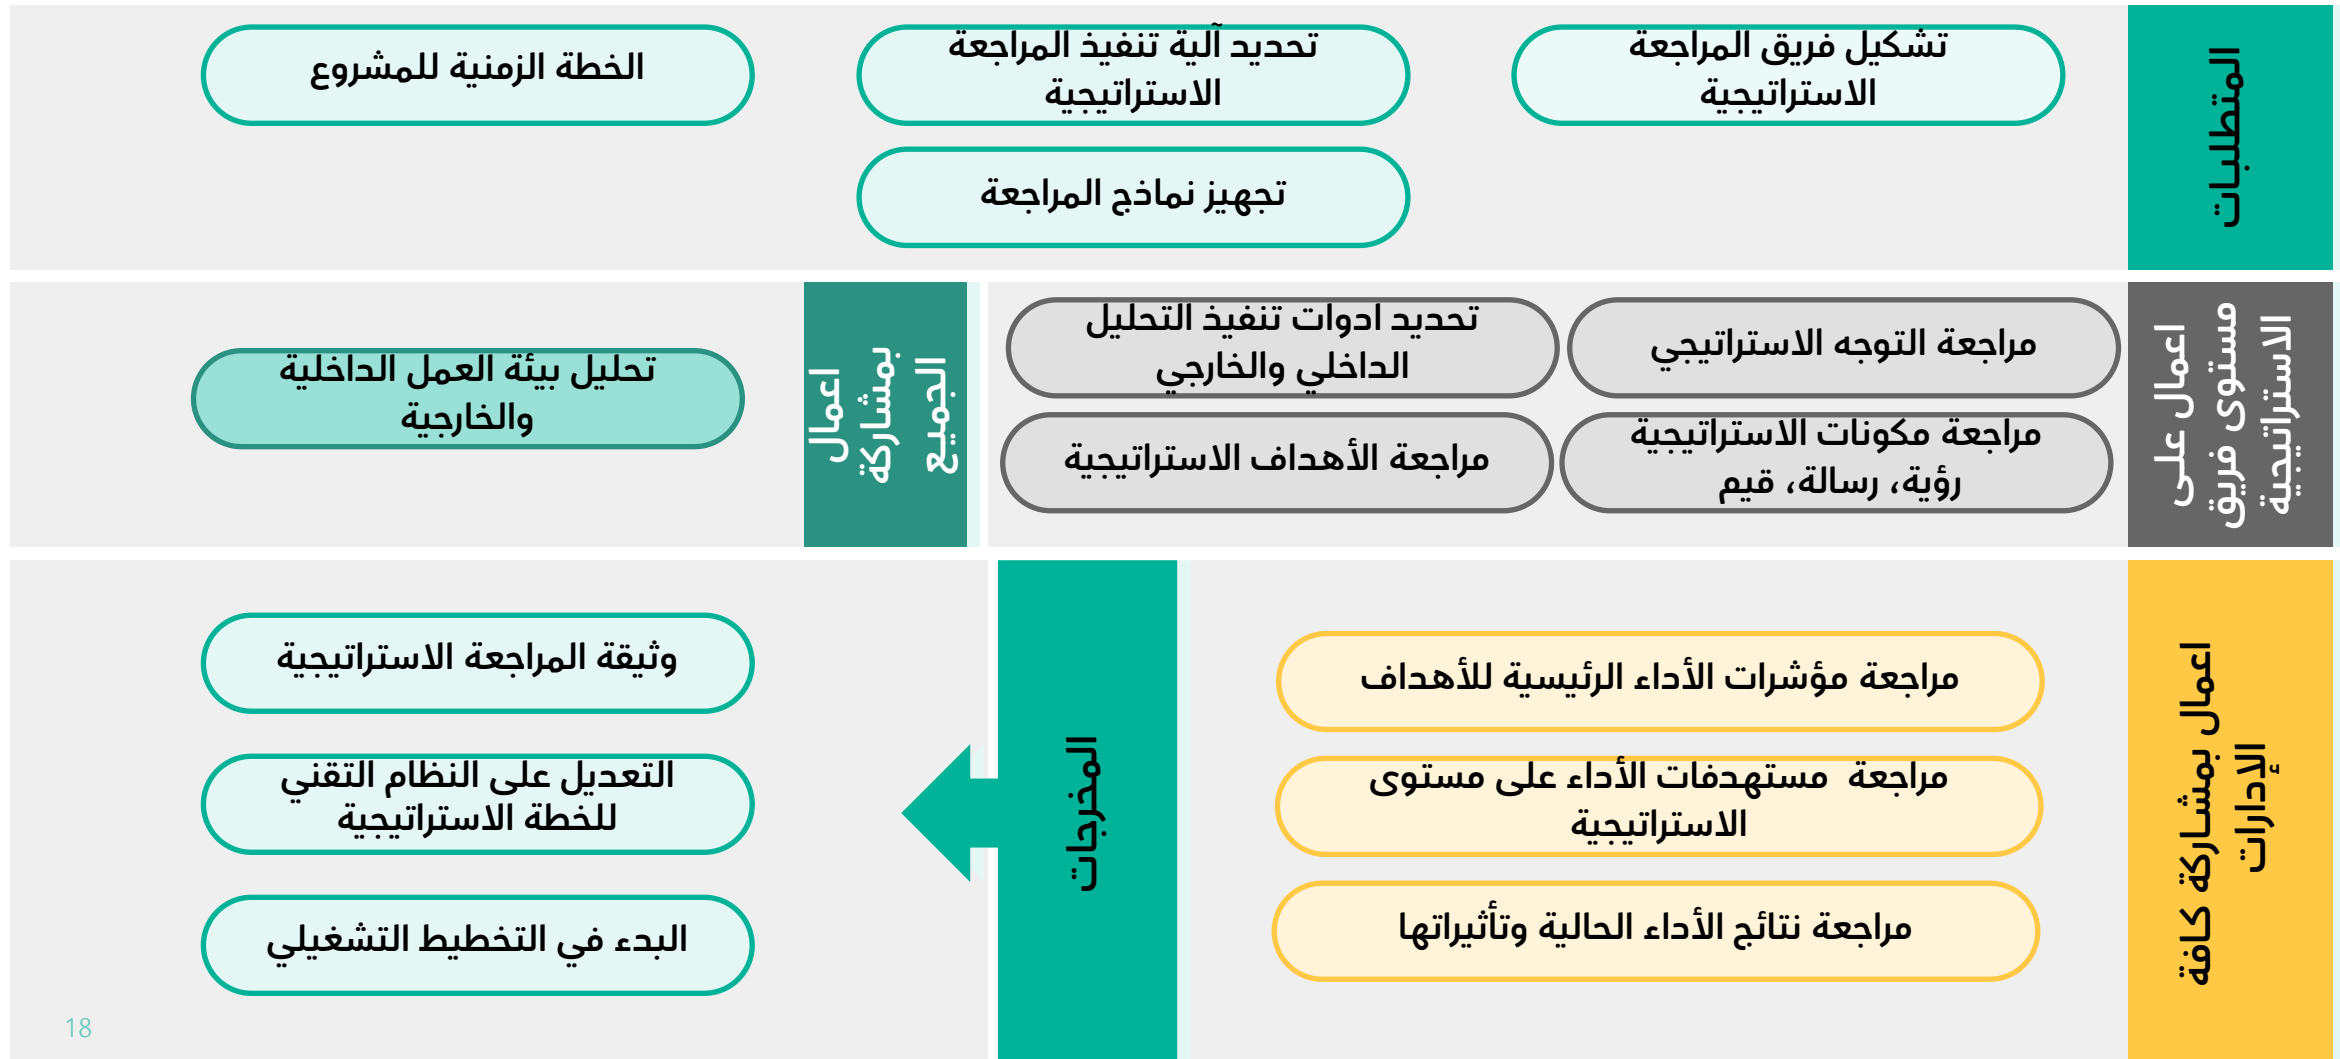 المتطلبات
تشكيل فريق المراجعة
الاستراتيجية
تحديد آلية تنفيذ المراجعة
الاستراتيجية
الخطة الزمنية للمشروع
تجهيز نماذج المراجعة
اعمال على
مستوى فريق
الاستراتيجية
مراجعة التوجه الاستراتيجي
تحديد ادوات تنفيذ التحليل
الداخلي والخارجي
مراجعة مكونات الاستراتيجية
رؤية، رسالة، قيم
مراجعة الأهداف الاستراتيجية
اعمال
بمشاركة
الجميع
تحليل بيئة العمل الداخلية
والخارجية
اعمال بمشاركة كافة
الإدارات
مراجعة مؤشرات الأداء الرئيسية للأهداف
مراجعة مستهدفات الأداء على مستوى
الاستراتيجية
مراجعة نتائج الأداء الحالية وتأثيراتها
المخرجات
وثيقة المراجعة الاستراتيجية
التعديل على النظام التقني
للخطة الاستراتيجية
البدء في التخطيط التشغيلي
18